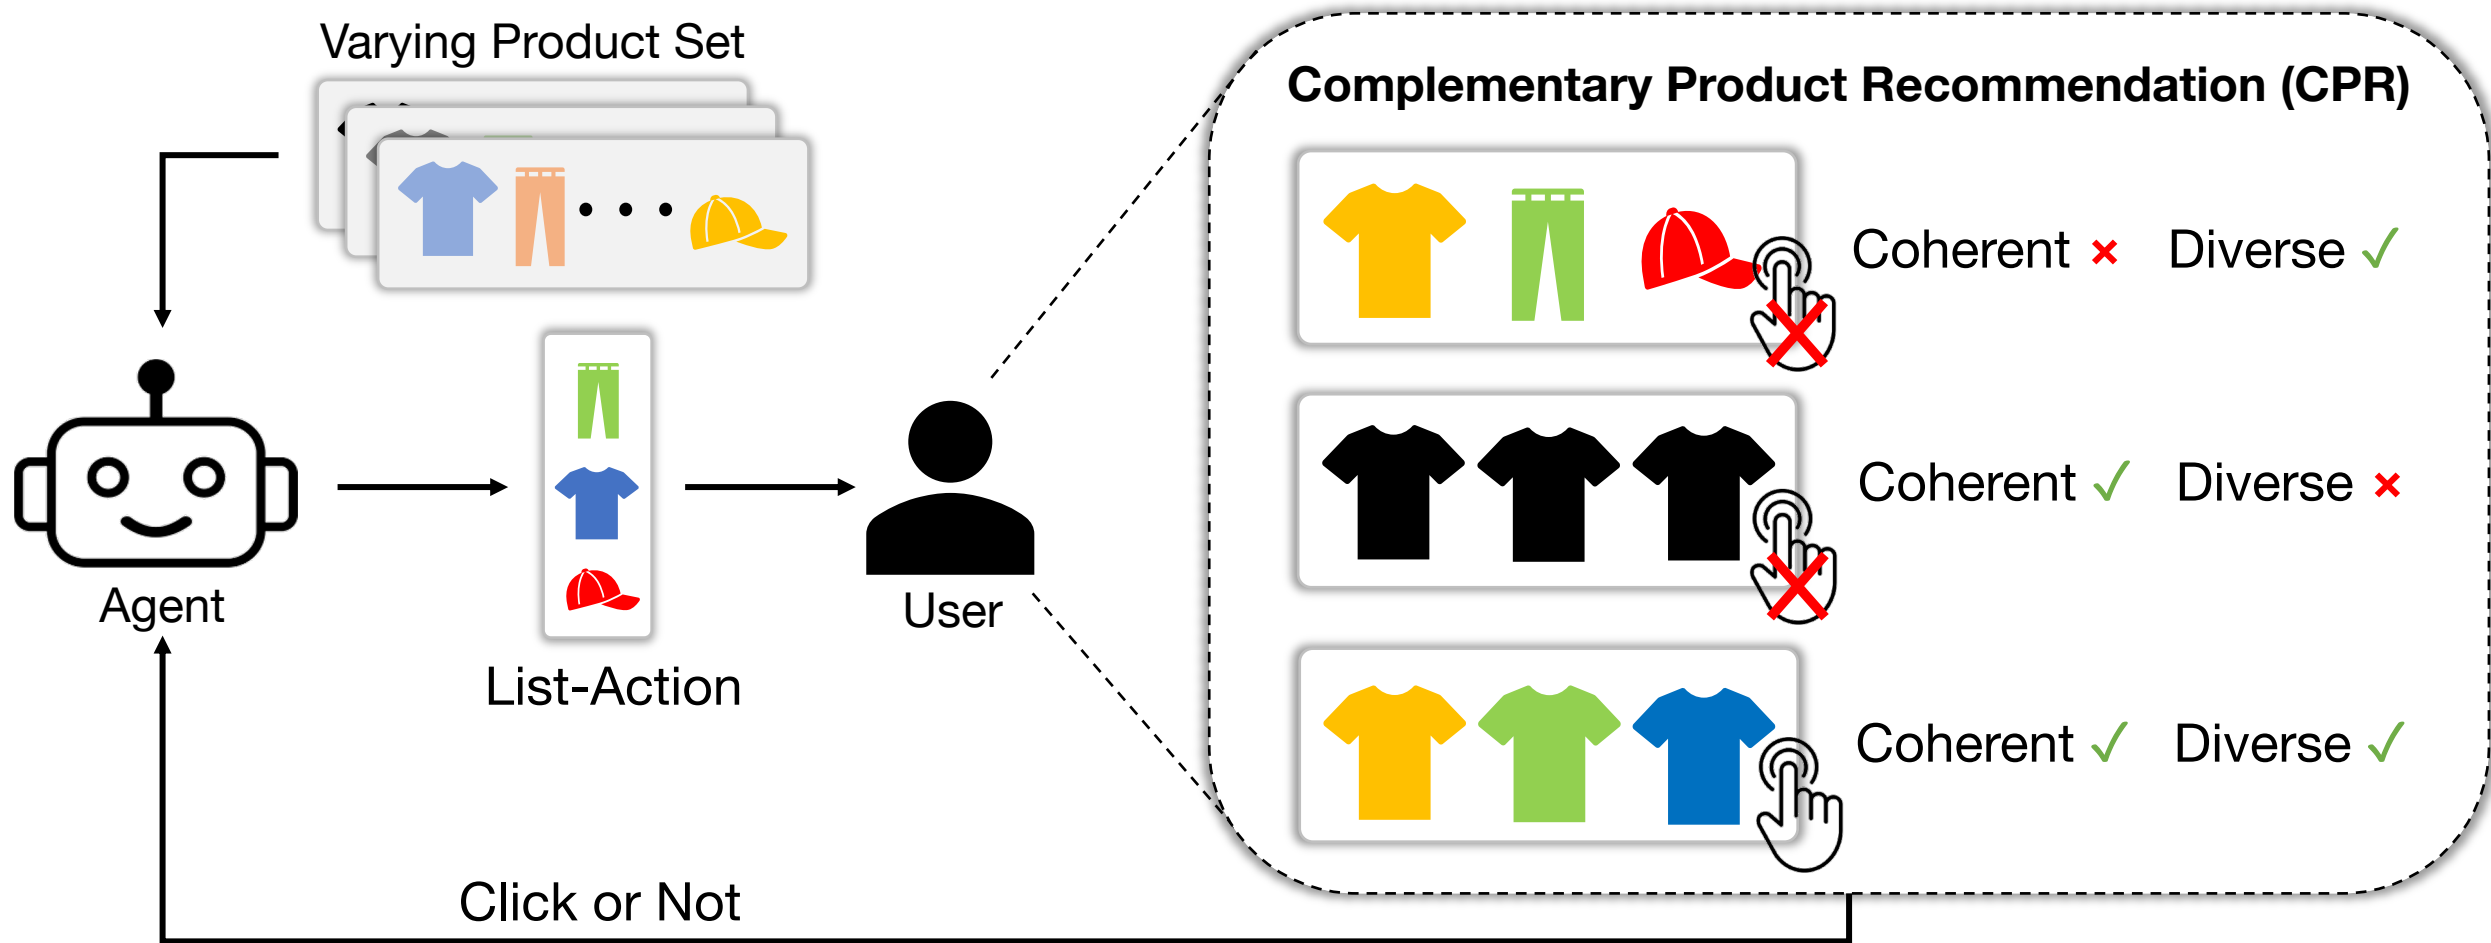 Varying Product Set
Complementary Product Recommendation (CPR)
Coherent × Diverse ✓
Coherent ✓ Diverse ×
Coherent ✓ Diverse ✓
Agent
List-Action
User
Click or Not